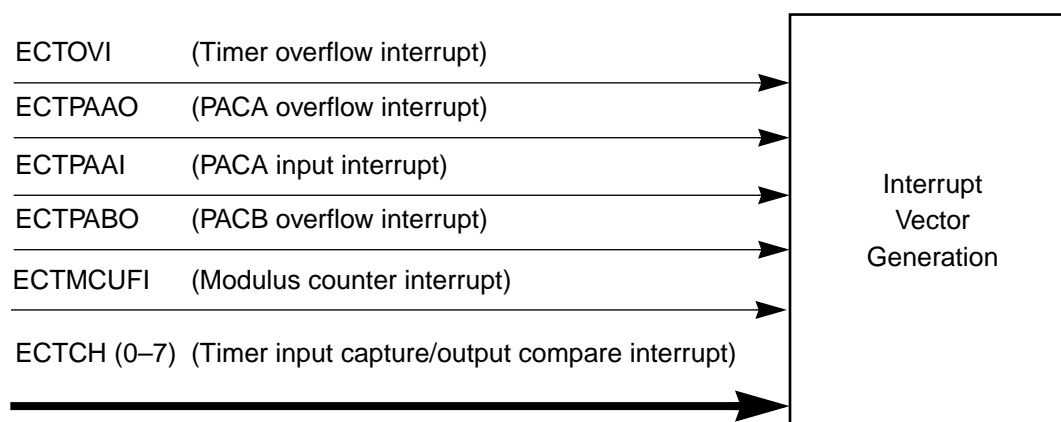 ECTOVI (Timer overflow interrupt)
ECTPAAO (PACA overflow interrupt)
ECTPAAI (PACA input interrupt)
ECTPABO (PACB overflow interrupt)
ECTMCUFI (Modulus counter interrupt)
ECTCH (0–7) (Timer input capture/output compare interrupt)
Interrupt
Vector
Generation